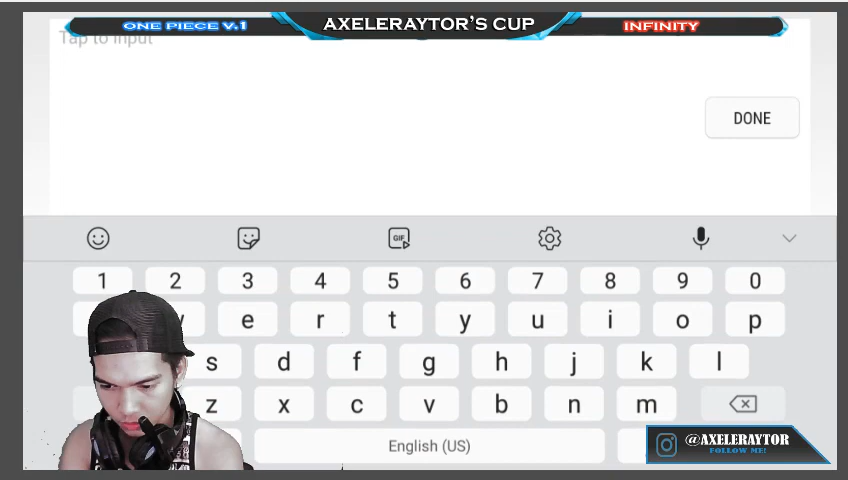 ONE PIECE V.1 AXELERAYTOR'S CUP INFINITY
Tap to input
DONE
GIF
1 2 3 4 5 6 7 8 9 0
e r t y u i o p
s d f g h j k l
z x c v b n m
English (US)
@AXELERAYTOR
FOLLOW ME!